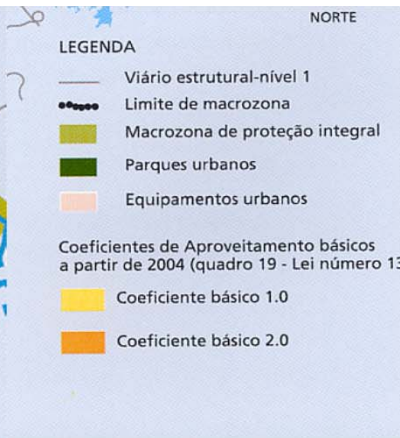 NORTE
LEGENDA
Viário estrutural-nível 1
Limite de macrozona
Macrozona de proteção integral
Parques urbanos
Equipamentos urbanos
Coeficientes de Aproveitamento básicos
a partir de 2004 (quadro 19 - Lei número 13
Coeficiente básico 1.0
Coeficiente básico 2.0